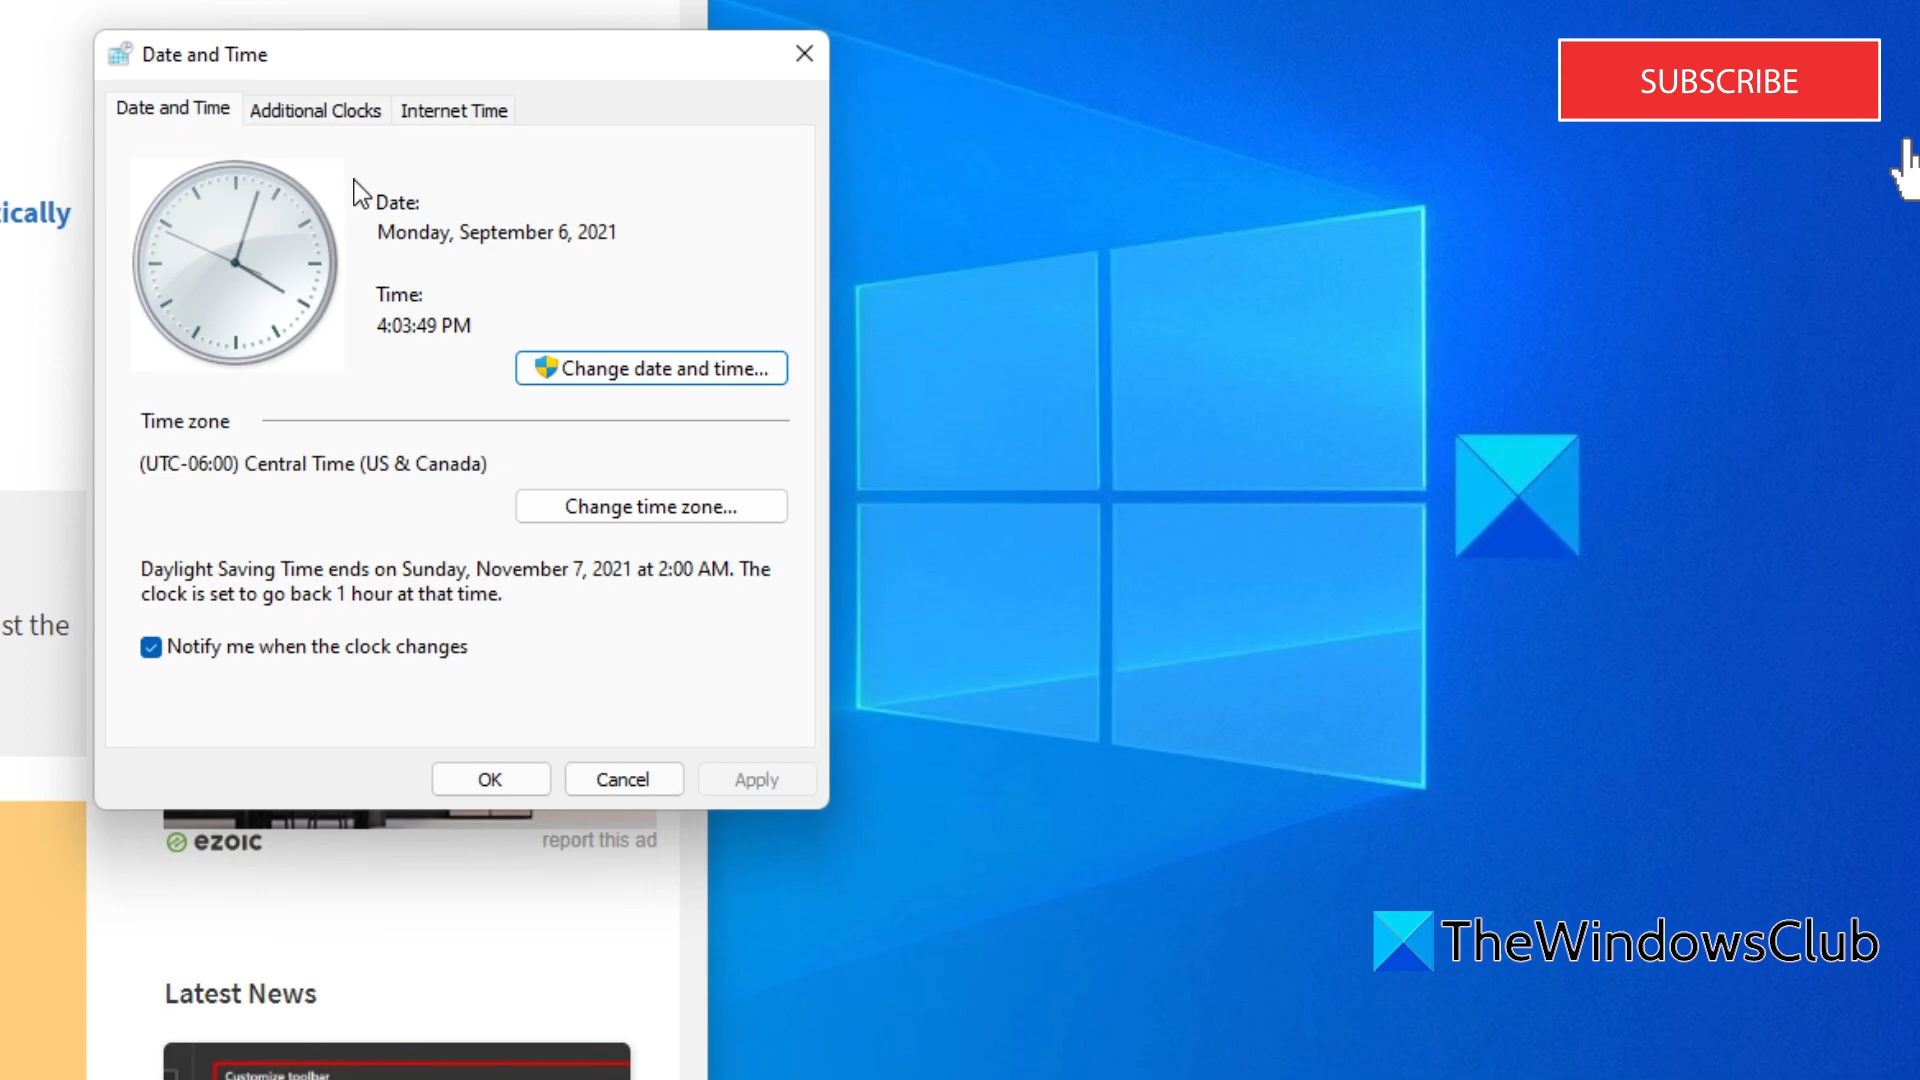 Date and Time
SUBSCRIBE
Date and Time
Additional Clocks
Internet Time
ically
Date:
Monday, September 6, 2021
Time:
4:03:49 PM
Change date and time...
Time zone
(UTC-06:00) Central Time (US & Canada)
Change time zone...
Daylight Saving Time ends on Sunday, November 7, 2021 at 2:00 AM. The
clock is set to go back 1 hour at that time.
st the
Notify me when the clock changes
OK
Cancel
Apply
ezoic
report this ad
TheWindowsClub
Latest News
Customize toolbar